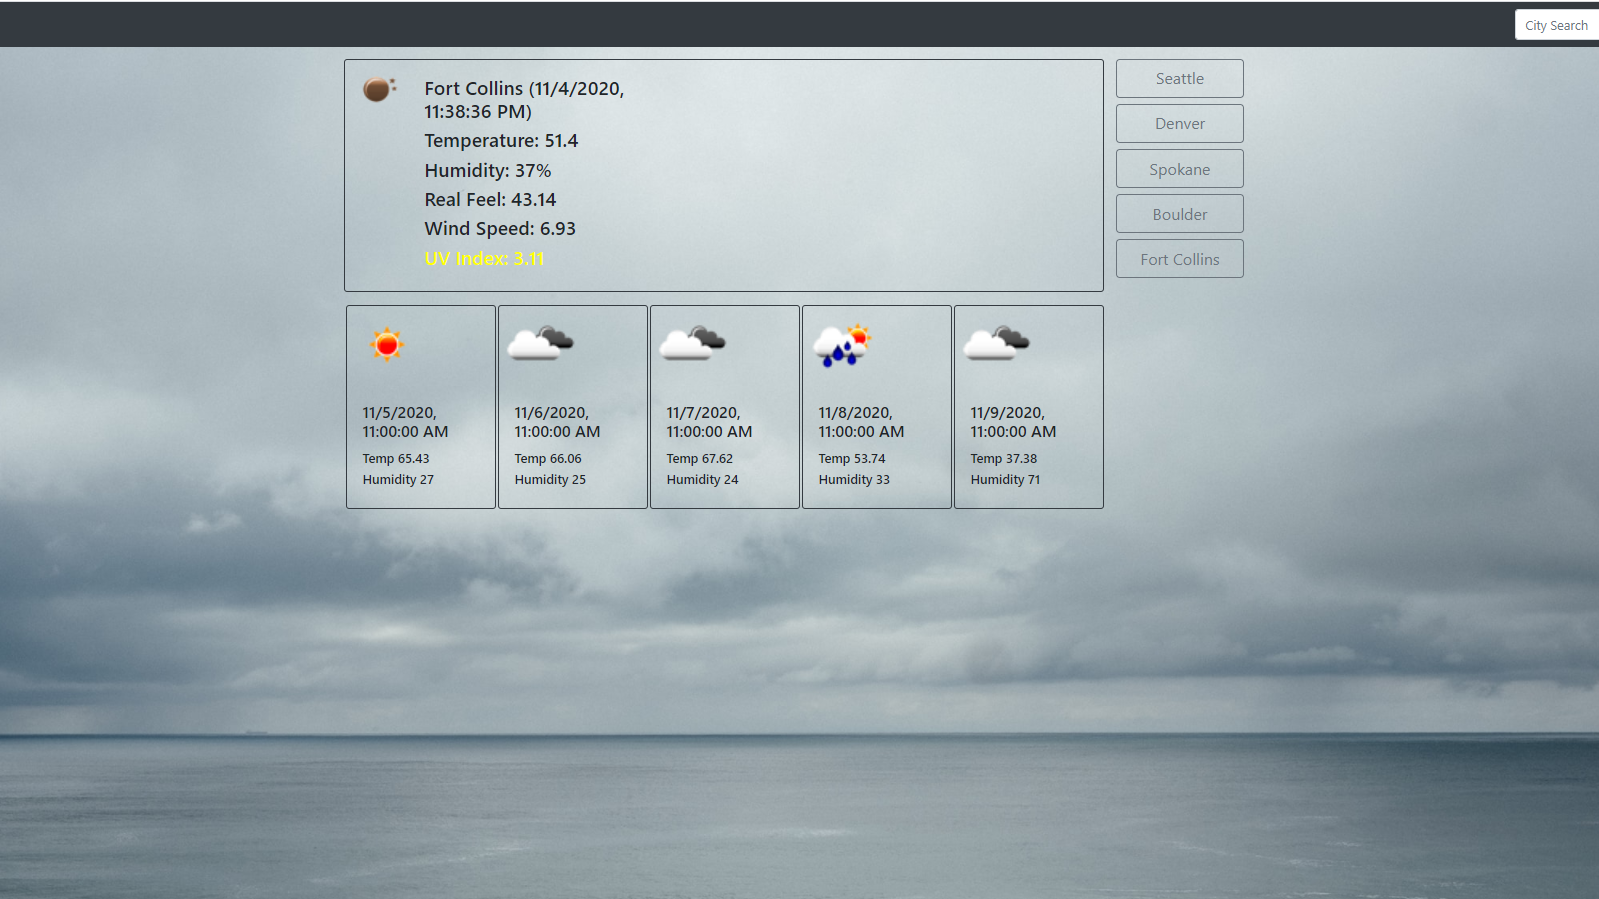 City Search
Fort Collins (11/4/2020,
11:38:36 PM)
Temperature: 51.4
Humidity: 37%
Real Feel: 43.14
Wind Speed: 6.93
UV Index: 3.11
Seattle
Denver
Spokane
Boulder
Fort Collins
11/5/2020,
11:00:00 AM
Temp 65.43
Humidity 27
11/6/2020,
11:00:00 AM
Temp 66.06
Humidity 25
11/7/2020,
11:00:00 AM
Temp 67.62
Humidity 24
11/8/2020,
11:00:00 AM
Temp 53.74
Humidity 33
11/9/2020,
11:00:00 AM
Temp 37.38
Humidity 71